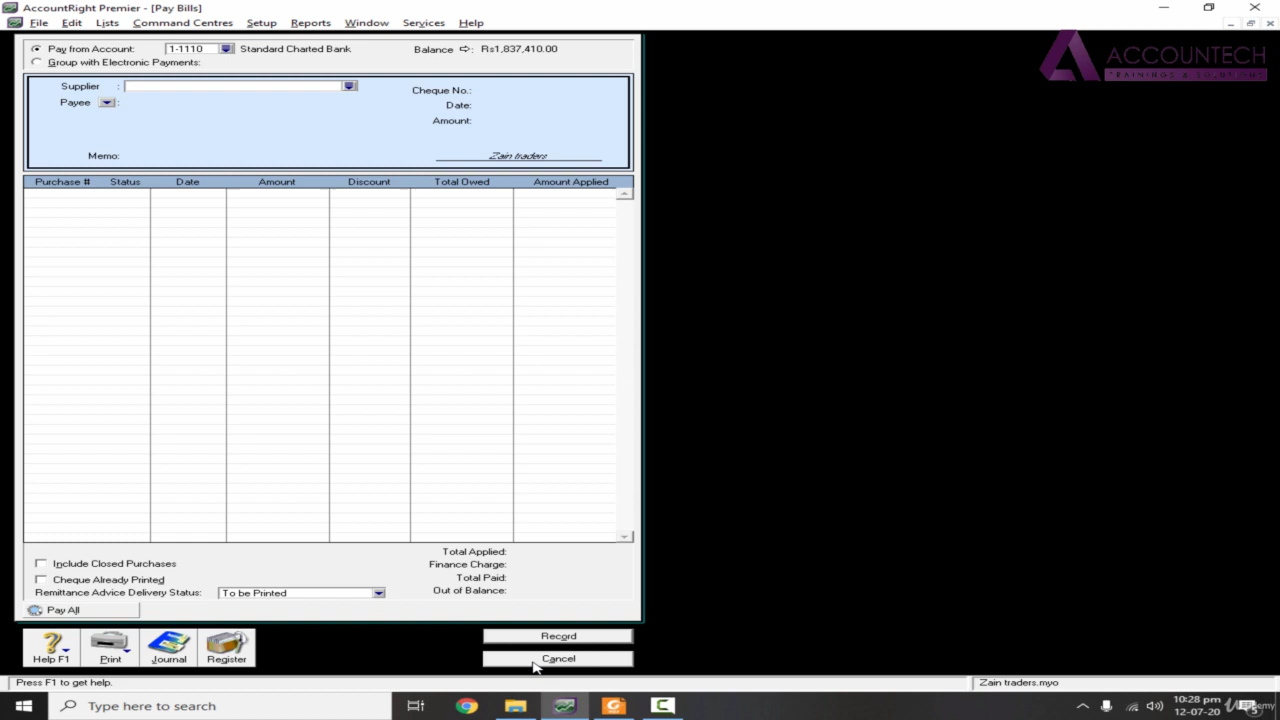 AccountRight Premier - [Pay Bills]
File Edit Lists Command Centres Setup Reports Window Services Help
Pay from Account: 1-1110 Standard Charted Bank Balance : Rs1,837,410.00
Group with Electronic Payments:
ACCOUNTECH
TRAININGS & SOLUTIONS
Supplier :
Payee :
Cheque No.:
Date:
Amount:
Memo:
Zain traders
Purchase # Status Date Amount Discount Total Owed Amount Applied
Include Closed Purchases
Cheque Already Printed
Remittance Advice Delivery Status: To be Printed
Total Applied:
Finance Charge:
Total Paid:
Out of Balance:
Pay All
Help F1 Print Journal Register
Record
Cancel
Press F1 to get help. Zain traders.myo
Type here to search
10:28 pm
12-07-20